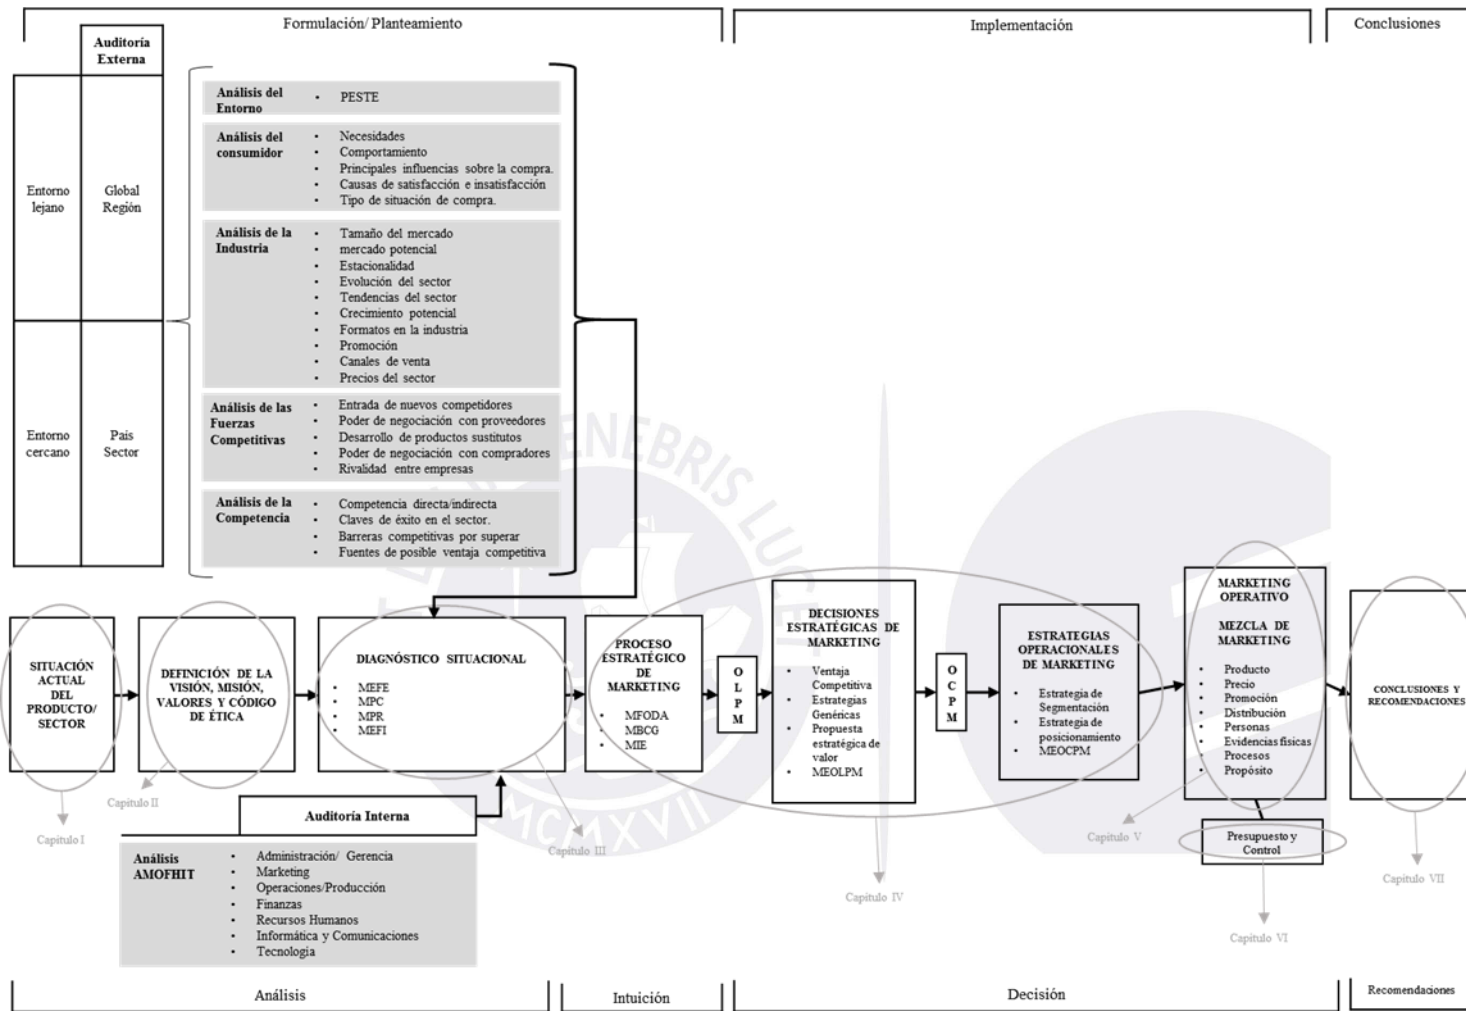 Formulación/ Planteamiento
Implementación
Conclusiones
Auditoría
Externa
Entorno
lejano
Global
Región
Entorno
cercano
País
Sector
Análisis del
Entorno
• PESTE
Análisis del
consumidor
• Necesidades
• Comportamiento
• Principales influencias sobre la compra.
• Causas de satisfacción e insatisfacción
• Tipo de situación de compra.
Análisis de la
Industria
• Tamaño del mercado
• mercado potencial
• Estacionalidad
• Evolución del sector
• Tendencias del sector
• Crecimiento potencial
• Formatos en la industria
• Promoción
• Canales de venta
• Precios del sector
Análisis de las
Fuerzas
Competitivas
• Entrada de nuevos competidores
• Poder de negociación con proveedores
• Desarrollo de productos sustitutos
• Poder de negociación con compradores
• Rivalidad entre empresas
Análisis de la
Competencia
• Competencia directa/indirecta
• Claves de éxito en el sector.
• Barreras competitivas por superar
• Fuentes de posible ventaja competitiva
SITUACIÓN
ACTUAL
DEL
PRODUCTO/
SECTOR
DEFINICIÓN DE LA
VISIÓN, MISIÓN,
VALORES Y CÓDIGO
DE ÉTICA
DIAGNÓSTICO SITUACIONAL
• MEFE
• MPC
• MPR
• MEFI
PROCESO
ESTRATÉGICO
DE
MARKETING
• MFODA
• MBCG
• MIE
O
L
P
M
DECISIONES
ESTRATÉGICAS DE
MARKETING
• Ventaja
Competitiva
• Estrategias
Genéricas
• Propuesta
estratégica de
valor
• MEOLPM
O
C
P
M
ESTRATEGIAS
OPERACIONALES
DE MARKETING
• Estrategia de
Segmentación
• Estrategia de
posicionamiento
• MEOCPM
MARKETING
OPERATIVO
MEZCLA DE
MARKETING
• Producto
• Precio
• Promoción
• Distribución
• Personas
• Evidencias físicas
• Procesos
• Propósito
CONCLUSIONES Y
RECOMENDACIONES
Presupuesto y
Control
Auditoría Interna
Análisis
AMOFHIT
• Administración/ Gerencia
• Marketing
• Operaciones/Producción
• Finanzas
• Recursos Humanos
• Informática y Comunicaciones
• Tecnología
Capítulo I
Capítulo II
Capítulo III
Capítulo IV
Capítulo V
Capítulo VI
Capítulo VII
Análisis
Intuición
Decisión
Recomendaciones
TENEBRIS LUCET
MCMXVII